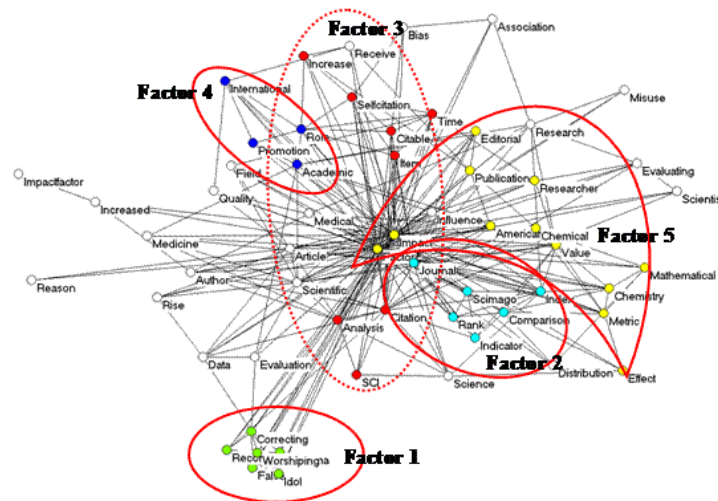 Association
Factor 3
Bias
Receive
Increase
Factor 4
International
Misuse
Selfcitation
Time
Research
Rom
Citable
Editorial
Promotion
Item
Publication
Evaluating
Field
Academic
Researcher
Impactfactor
Quality
Scientis
Increased
Medical
Influence
America
Chemical
Factor 5
Medicine
Impact
Value
Article
Factor
Journals
Mathematical
Reason
Author
Scientific
Scimago
Index
Chemistry
Rise
Citation
Rank
Comparison
Metric
Analysis
Indicator
Factor 2
Data
Evaluation
SCI
Science
Distribution
Effect
Correcting
Worshipingma
Factor 1
Idol